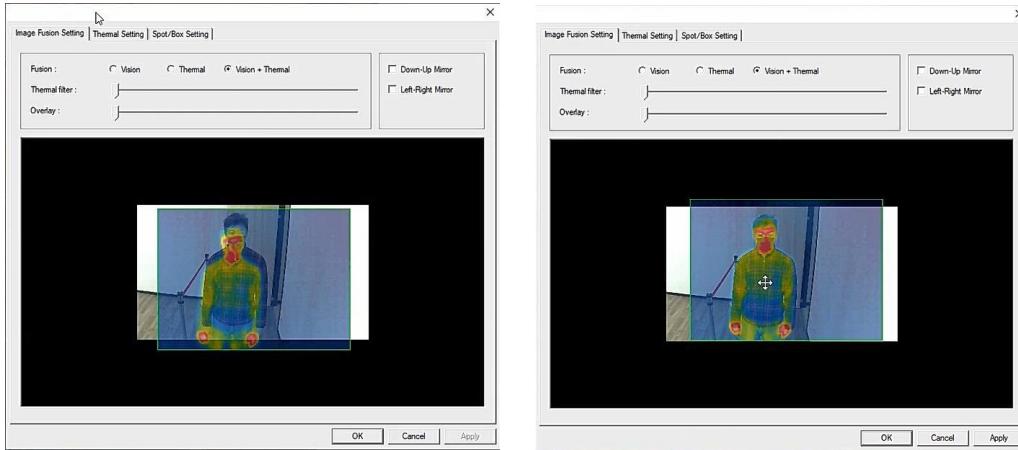 Image Fusion Setting Thermal Setting Spot/Box Setting
Fusion : Vision Thermal Vision + Thermal Down-Up Mirror
Thermal filter : Left-Right Mirror
Overlay :
OK Cancel Apply
Image Fusion Setting Thermal Setting Spot/Box Setting
Fusion : Vision Thermal Vision + Thermal Down-Up Mirror
Thermal filter : Left-Right Mirror
Overlay :
OK Cancel Apply